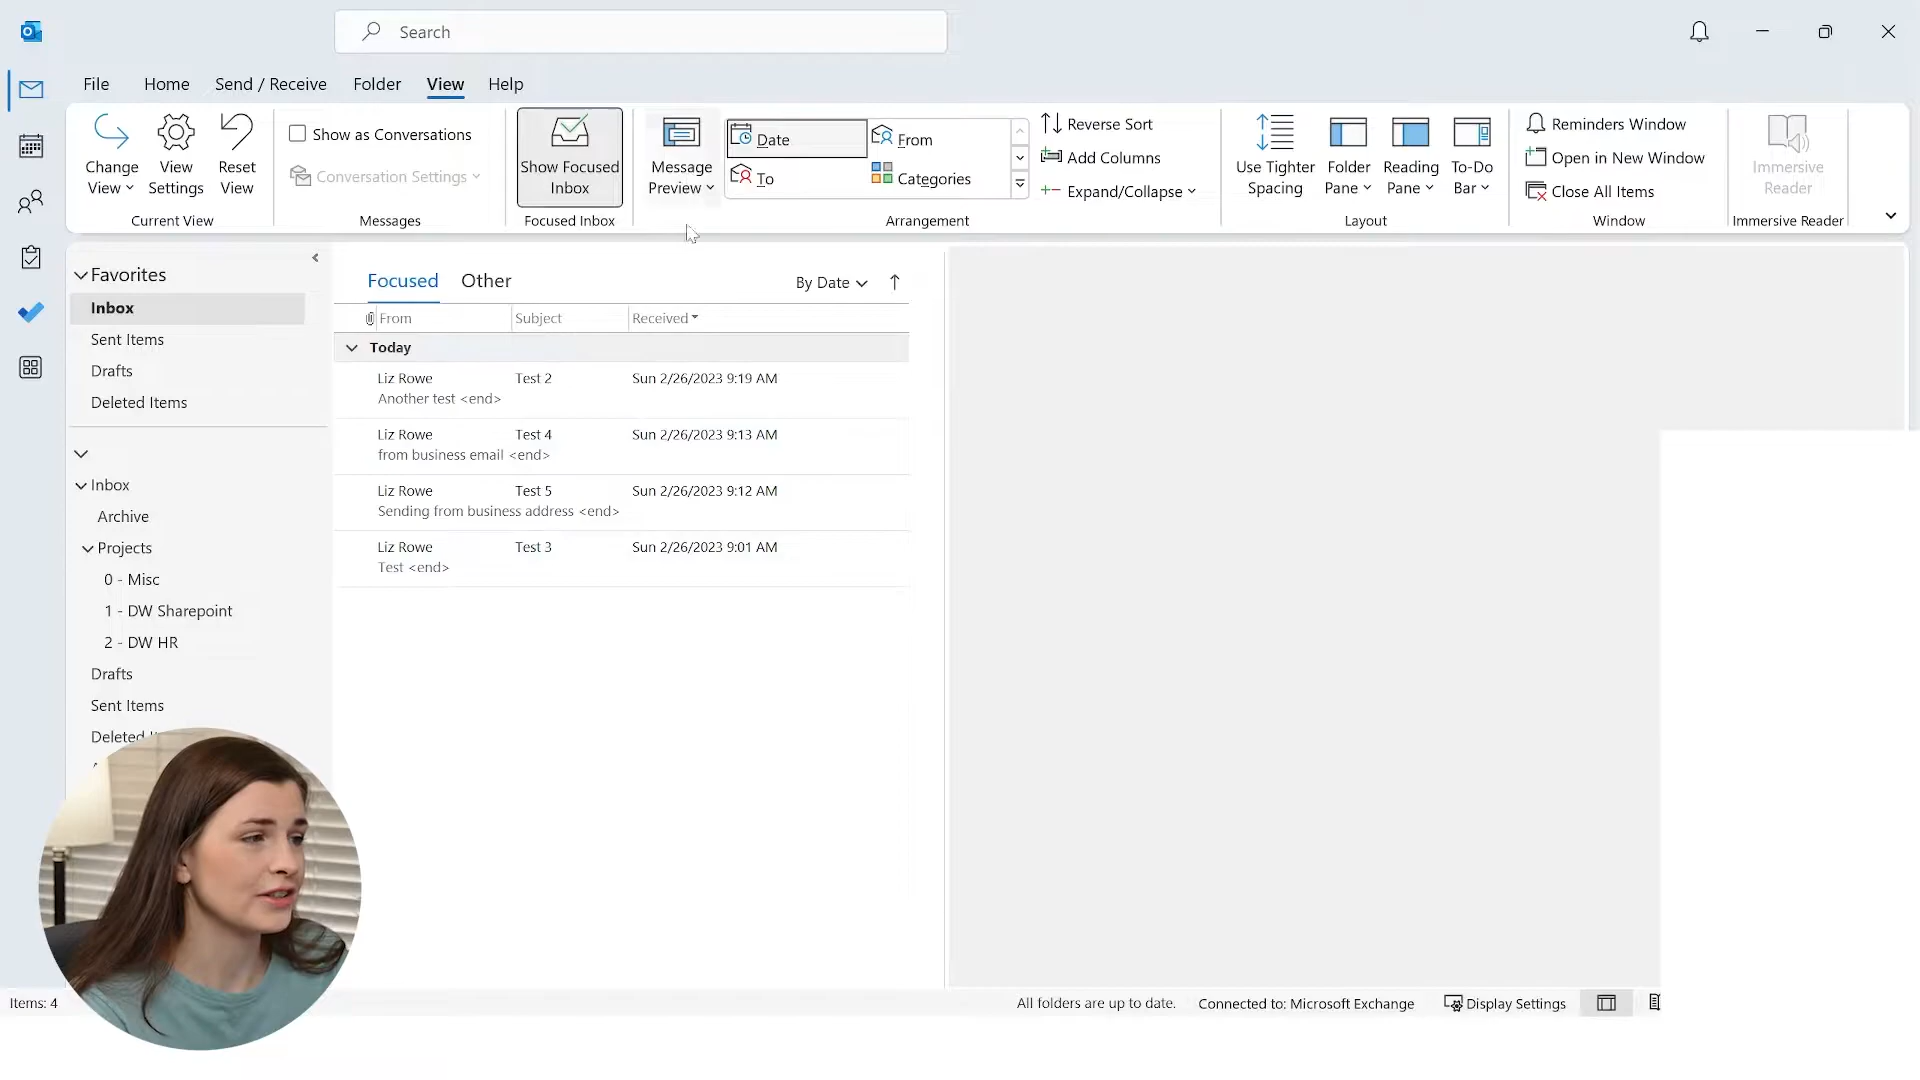 Search
File Home Send / Receive Folder View Help
Change View
View Settings
Reset View
Current View
Show as Conversations
Conversation Settings
Messages
Show Focused Inbox
Focused Inbox
Message Preview
Date
From
To
Categories
Reverse Sort
Add Columns
Expand/Collapse
Arrangement
Use Tighter Spacing
Folder Pane
Reading Pane
To-Do Bar
Layout
Reminders Window
Open in New Window
Close All Items
Window
Immersive Reader
Immersive Reader
Favorites
Inbox
Sent Items
Drafts
Deleted Items
Inbox
Archive
Projects
0 - Misc
1 - DW Sharepoint
2 - DW HR
Drafts
Sent Items
Deleted
Focused Other By Date
From Subject Received
Today
Liz Rowe Test 2 Sun 2/26/2023 9:19 AM
Another test <end>
Liz Rowe Test 4 Sun 2/26/2023 9:13 AM
from business email <end>
Liz Rowe Test 5 Sun 2/26/2023 9:12 AM
Sending from business address <end>
Liz Rowe Test 3 Sun 2/26/2023 9:01 AM
Test <end>
Items: 4
All folders are up to date. Connected to: Microsoft Exchange Display Settings